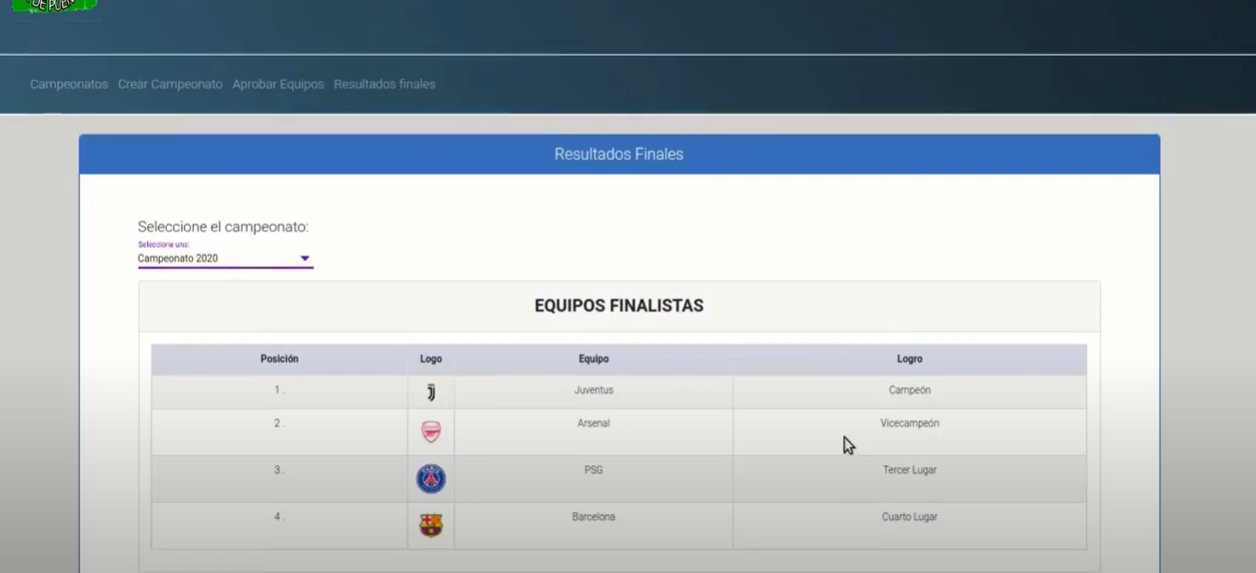 DE PUEN
Campeonatos Crear Campeonato Aprobar Equipos Resultados finales
Resultados Finales
Seleccione el campeonato:
Seleccione uno:
Campeonato 2020
EQUIPOS FINALISTAS
Posición Logo Equipo Logro
1. Juventus Campeón
2. Arsenal Vicecampeón
3. PSG Tercer Lugar
4. Barcelona Cuarto Lugar